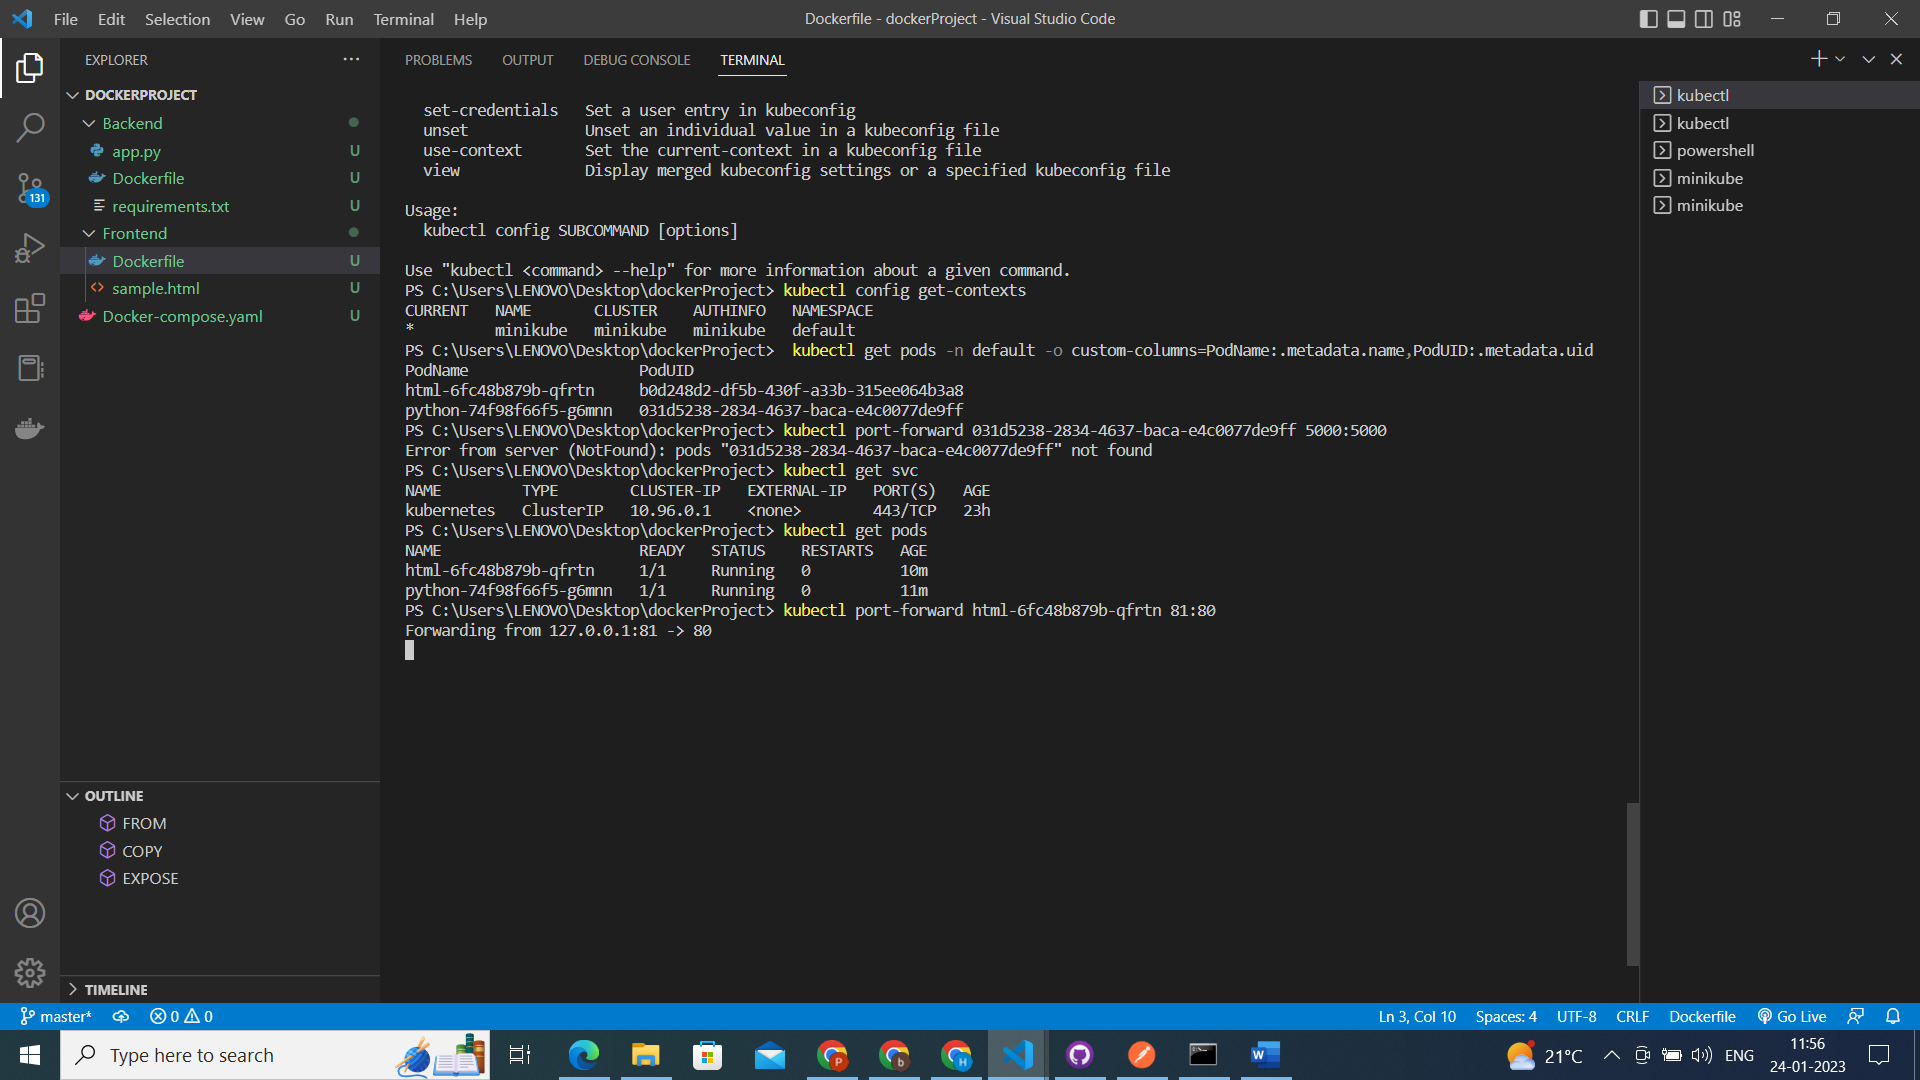 File Edit Selection View Go Run Terminal Help
Dockerfile - dockerProject - Visual Studio Code
EXPLORER
DOCKERPROJECT
Backend
app.py U
Dockerfile U
requirements.txt U
Frontend
Dockerfile U
sample.html U
Docker-compose.yaml U
131
OUTLINE
FROM
COPY
EXPOSE
TIMELINE
PROBLEMS OUTPUT DEBUG CONSOLE TERMINAL
set-credentials Set a user entry in kubeconfig
unset Unset an individual value in a kubeconfig file
use-context Set the current-context in a kubeconfig file
view Display merged kubeconfig settings or a specified kubeconfig file
Usage:
kubectl config SUBCOMMAND [options]
Use "kubectl <command> --help" for more information about a given command.
PS C:\Users\LENOVO\Desktop\dockerProject> kubectl config get-contexts
CURRENT NAME CLUSTER AUTHINFO NAMESPACE
* minikube minikube minikube default
PS C:\Users\LENOVO\Desktop\dockerProject> kubectl get pods -n default -o custom-columns=PodName:.metadata.name,PodUID:.metadata.uid
PodName PodUID
html-6fc48b879b-qfrtn b0d248d2-df5b-430f-a33b-315ee064b3a8
python-74f98f66f5-g6mnn 031d5238-2834-4637-baca-e4c0077de9ff
PS C:\Users\LENOVO\Desktop\dockerProject> kubectl port-forward 031d5238-2834-4637-baca-e4c0077de9ff 5000:5000
Error from server (NotFound): pods "031d5238-2834-4637-baca-e4c0077de9ff" not found
PS C:\Users\LENOVO\Desktop\dockerProject> kubectl get svc
NAME TYPE CLUSTER-IP EXTERNAL-IP PORT(S) AGE
kubernetes ClusterIP 10.96.0.1 <none> 443/TCP 23h
PS C:\Users\LENOVO\Desktop\dockerProject> kubectl get pods
NAME READY STATUS RESTARTS AGE
html-6fc48b879b-qfrtn 1/1 Running 0 10m
python-74f98f66f5-g6mnn 1/1 Running 0 11m
PS C:\Users\LENOVO\Desktop\dockerProject> kubectl port-forward html-6fc48b879b-qfrtn 81:80
Forwarding from 127.0.0.1:81 -> 80
kubectl
kubectl
powershell
minikube
minikube
master* 0 0 Ln 3, Col 10 Spaces: 4 UTF-8 CRLF Dockerfile Go Live
Type here to search
P b H W
21°C ENG
11:56
24-01-2023